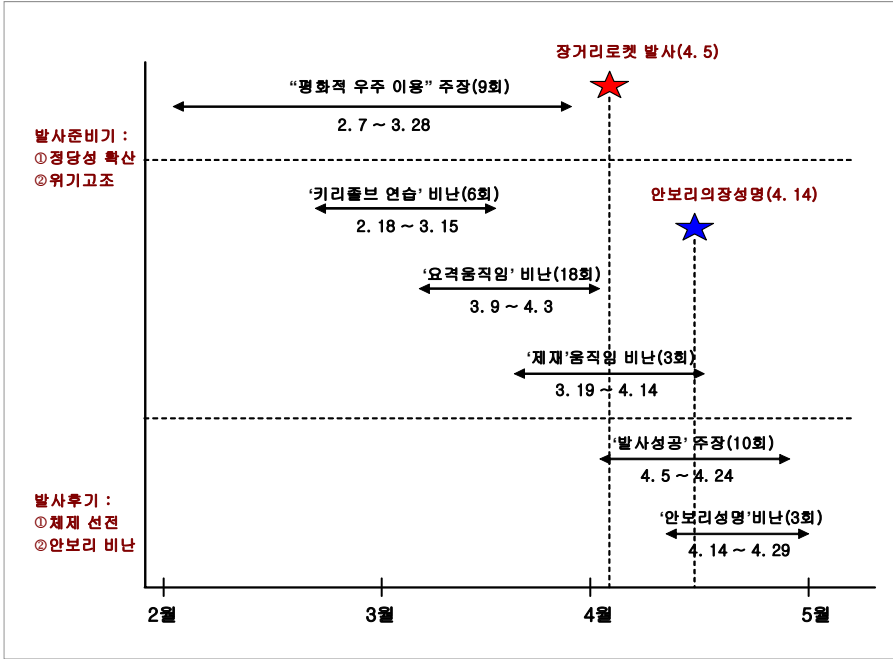 장거리로켓 발사(4. 5)
“평화적 우주 이용” 주장(9회)
2. 7 ~ 3. 28
발사준비기 :
①정당성 확산
②위기고조
‘키리졸브 연습’ 비난(6회)
2. 18 ~ 3. 15
안보리의장성명(4. 14)
‘요격움직임’ 비난(18회)
3. 9 ~ 4. 3
‘제재’움직임 비난(3회)
3. 19 ~ 4. 14
‘발사성공’ 주장(10회)
4. 5 ~ 4. 24
발사후기 :
①체제 선전
②안보리 비난
‘안보리성명’비난(3회)
4. 14 ~ 4. 29
2월 3월 4월 5월